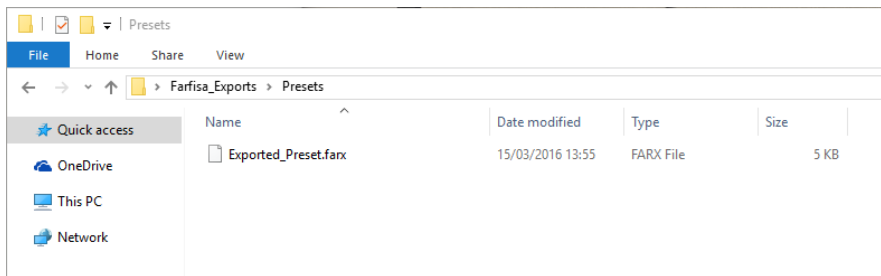 Presets
File Home Share View
Farfisa_Exports > Presets
Quick access
OneDrive
This PC
Network
Name Date modified Type Size
Exported_Preset.farx 15/03/2016 13:55 FARX File 5 KB